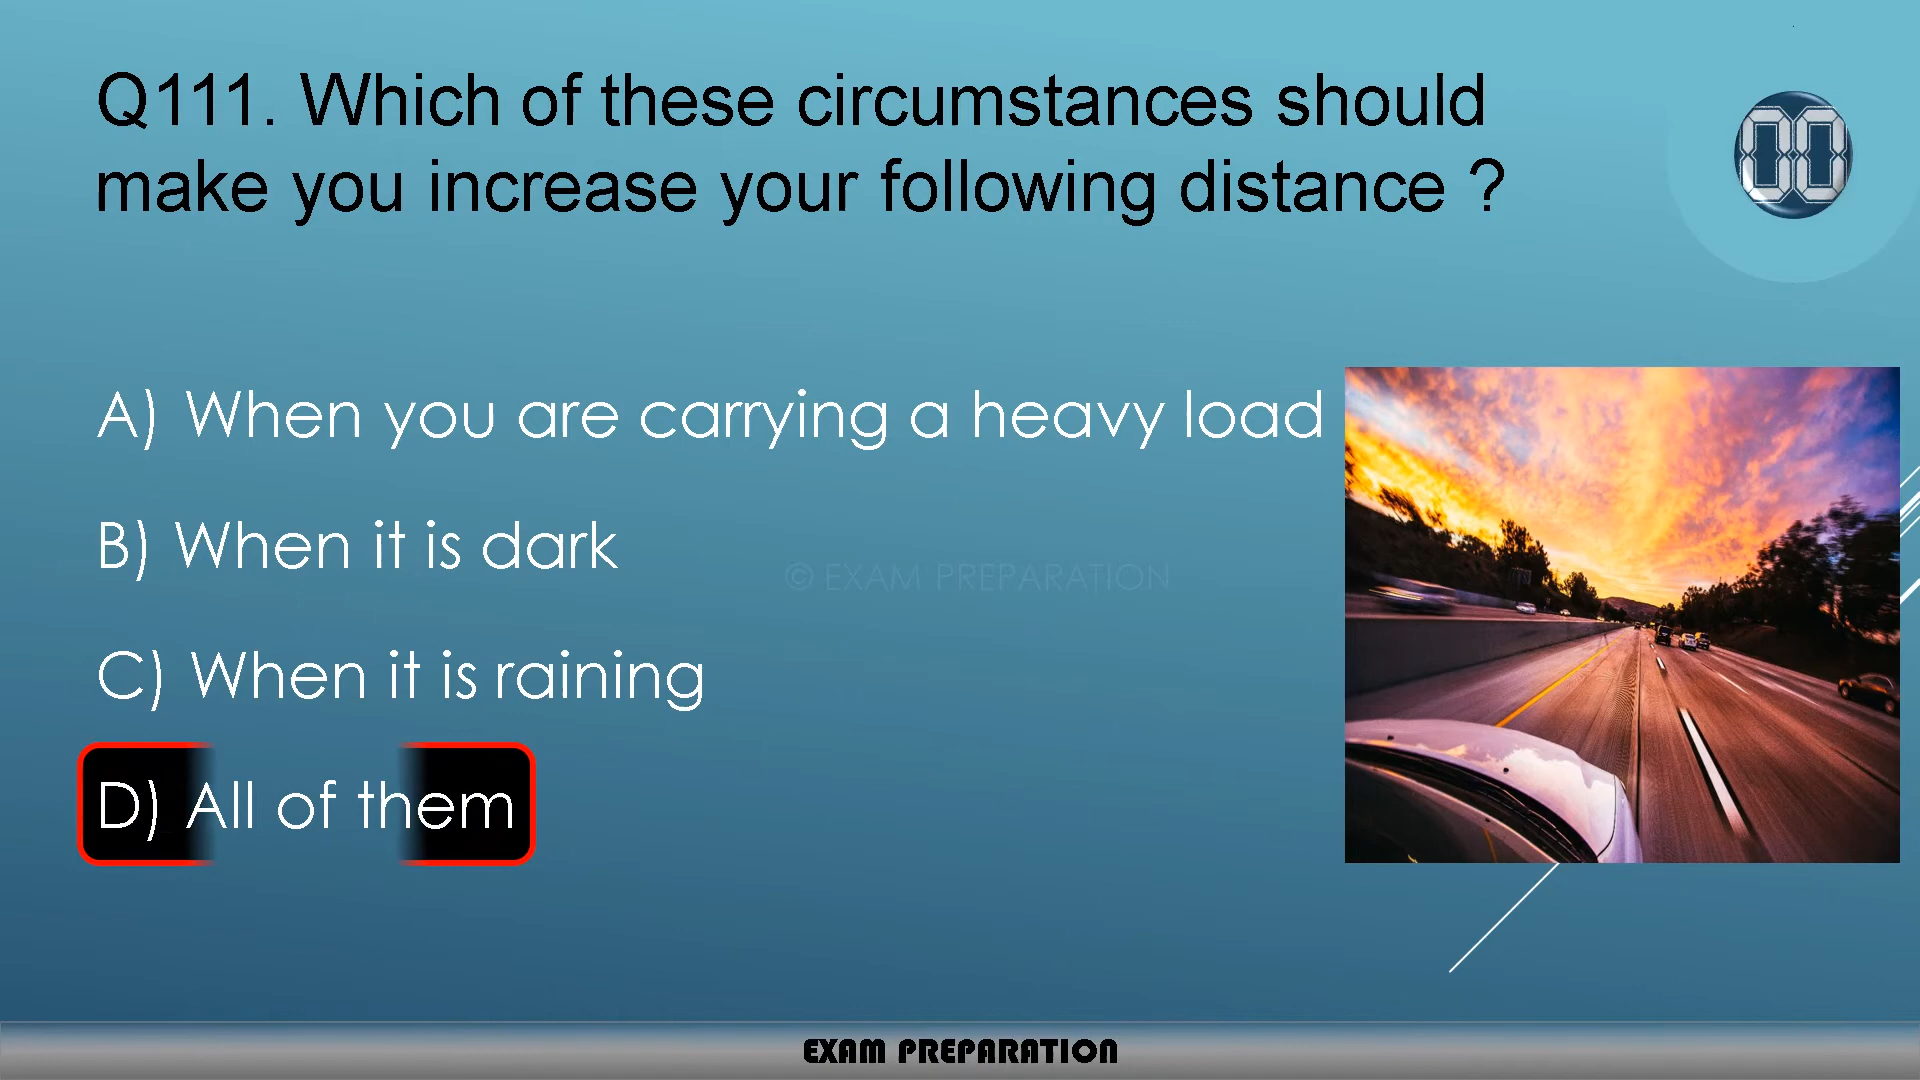 Q111. Which of these circumstances should
make you increase your following distance ?
00
A) When you are carrying a heavy load
B) When it is dark
© EXAM PREPARATION
C) When it is raining
D) All of them
EXAM PREPARATION